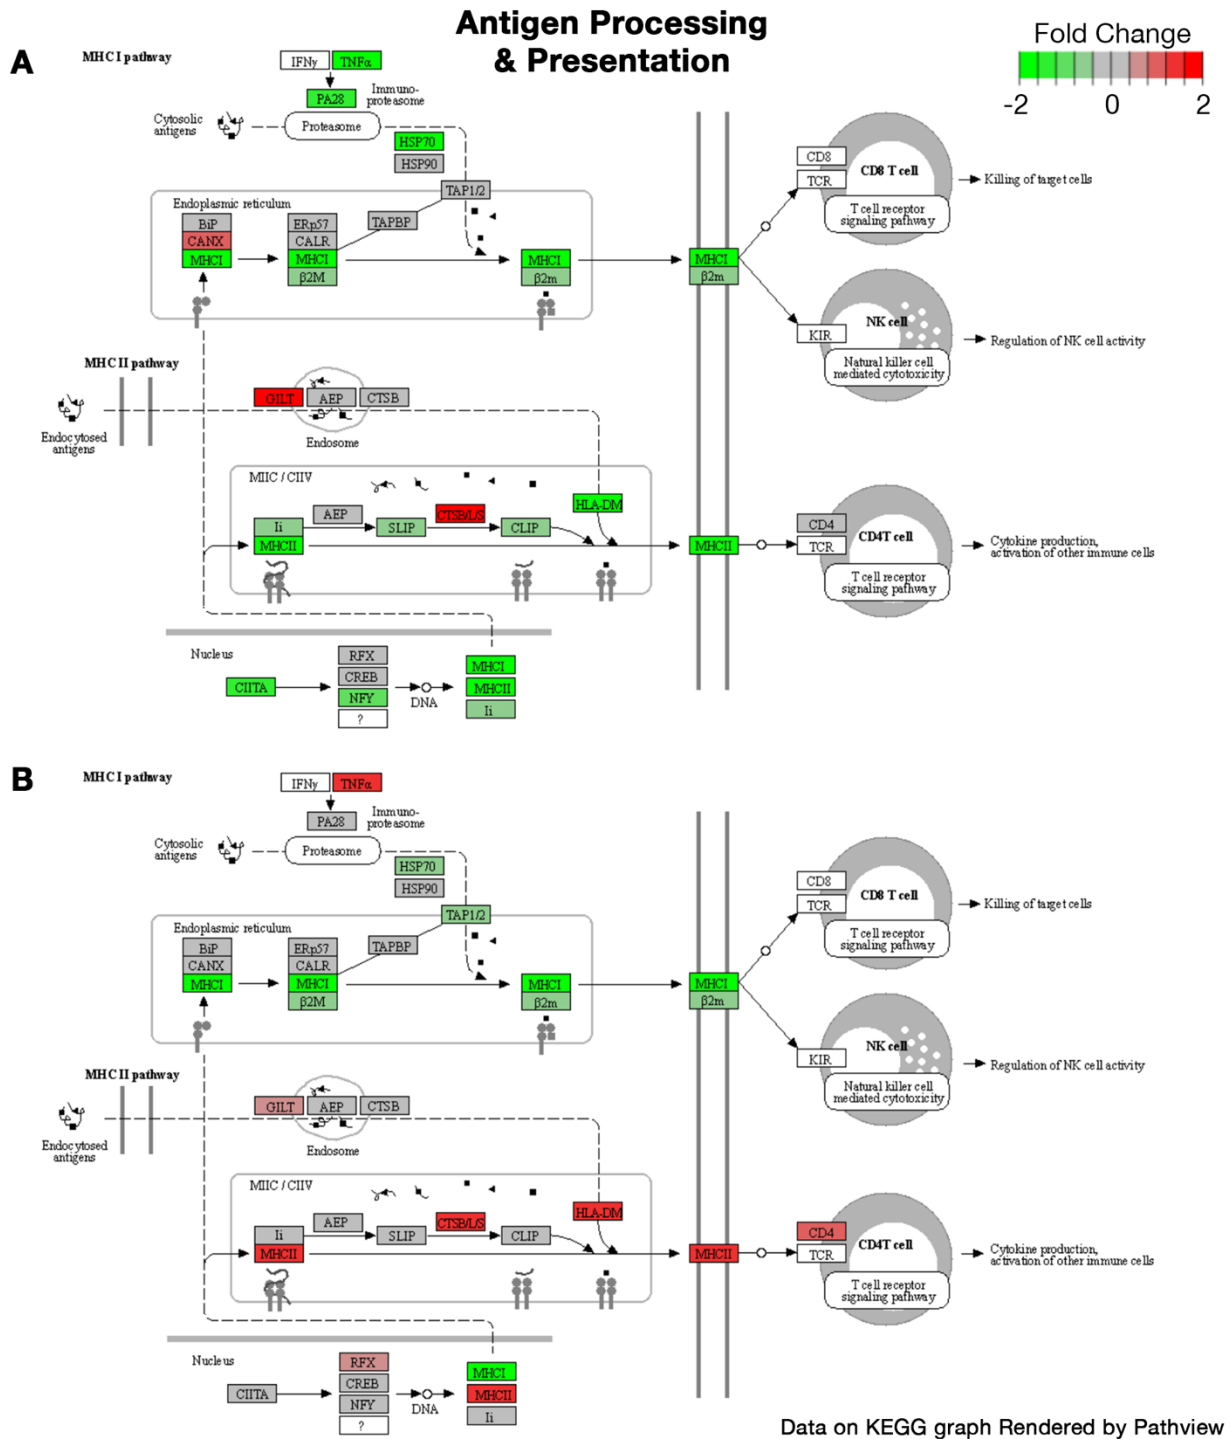 Antigen Processing
& Presentation
Fold Change
-2 0 2
A
MHC I pathway
IFNγ TNFα
PA28
Immuno-
proteasome
Cytosolic
antigens
Proteasome
HSP70
HSP90
TAP1/2
Endoplasmic reticulum
BiP
CANX
MHCI
ERp57
CALR
MHCI
β2M
TAPBP
MHCI
β2m
MHCI
β2m
CD8
TCR
CD8 T cell
T cell receptor
signaling pathway
Killing of target cells
KIR
NK cell
Natural killer cell
mediated cytotoxicity
Regulation of NK cell activity
MHC II pathway
Endocytosed
antigens
GILT AEP CTSB
Endosome
MIIC / CIIV
Ii
MHCII
AEP
SLIP
CTSB/L/S
CLIP
HLA-DM
MHCII
CD4
TCR
CD4T cell
T cell receptor
signaling pathway
Cytokine production,
activation of other immune cells
Nucleus
CIITA
RFX
CREB
NFY
?
DNA
MHCI
MHCII
Ii
B
MHC I pathway
IFNγ TNFα
PA28
Immuno-
proteasome
Cytosolic
antigens
Proteasome
HSP70
HSP90
TAP1/2
Endoplasmic reticulum
BiP
CANX
MHCI
ERp57
CALR
MHCI
β2M
TAPBP
MHCI
β2m
MHCI
β2m
CD8
TCR
CD8 T cell
T cell receptor
signaling pathway
Killing of target cells
KIR
NK cell
Natural killer cell
mediated cytotoxicity
Regulation of NK cell activity
MHC II pathway
Endocytosed
antigens
GILT AEP CTSB
Endosome
MIIC / CIIV
Ii
MHCII
AEP
SLIP
CTSB/L/S
CLIP
HLA-DM
MHCII
CD4
TCR
CD4T cell
T cell receptor
signaling pathway
Cytokine production,
activation of other immune cells
Nucleus
CIITA
RFX
CREB
NFY
?
DNA
MHCI
MHCII
Ii
Data on KEGG graph Rendered by Pathview